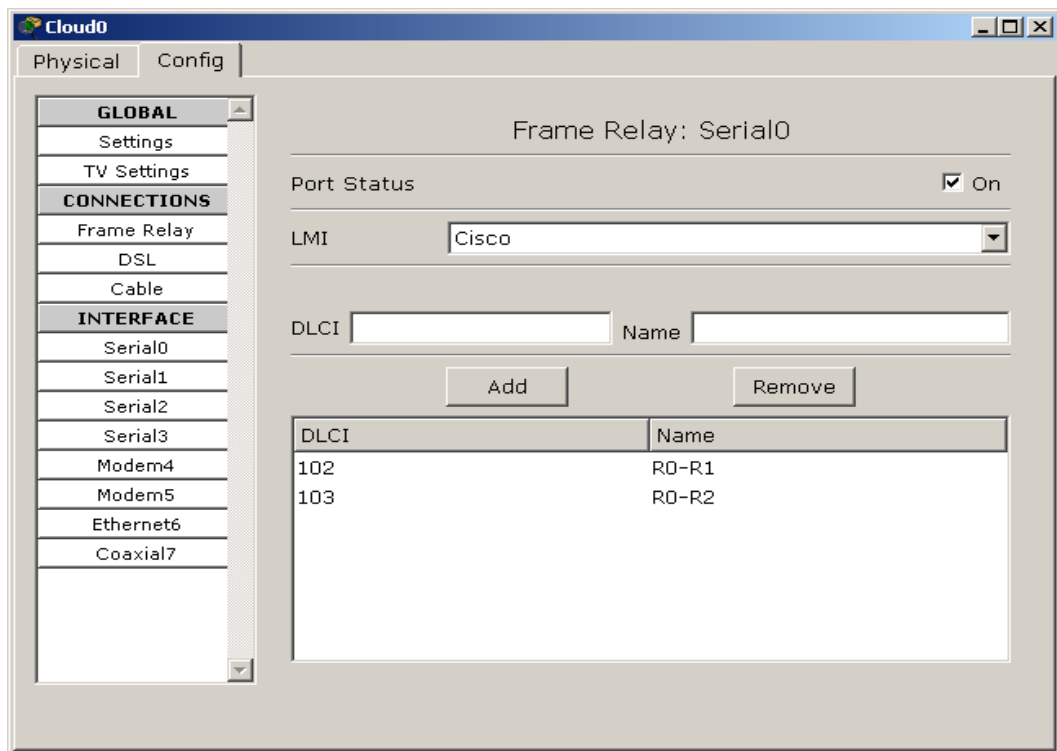 Cloud0
Physical
Config
GLOBAL
Settings
TV Settings
CONNECTIONS
Frame Relay
DSL
Cable
INTERFACE
Serial0
Serial1
Serial2
Serial3
Modem4
Modem5
Ethernet6
Coaxial7
Frame Relay: Serial0
Port Status
On
LMI
Cisco
DLCI
Name
Add
Remove
DLCI Name
102 R0-R1
103 R0-R2